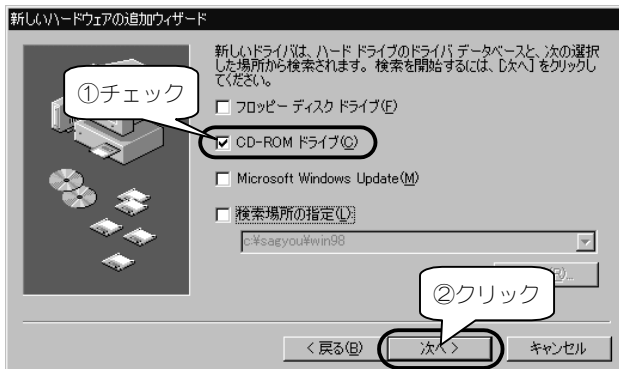 新しいハードウェアの追加ウィザード
新しいドライバは、ハード ドライブのドライバ データベースと、次の選択
した場所から検索されます。検索を開始するには、[次へ] をクリックし
てください。
①チェック
フロッピー ディスク ドライブ(F)
CD-ROM ドライブ(C)
Microsoft Windows Update(M)
検索場所の指定(L):
c:¥sagyou¥win98
②クリック
< 戻る(B)
次へ >
キャンセル